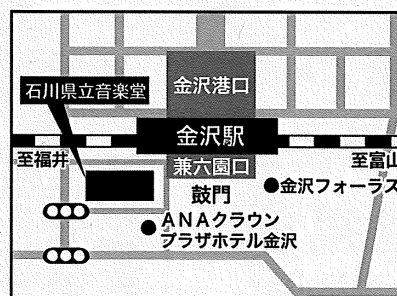 金沢港口
石川県立音楽堂
金沢駅
至福井
兼六園口
至富山
鼓門
金沢フォーラス
ANAクラウン
プラザホテル金沢